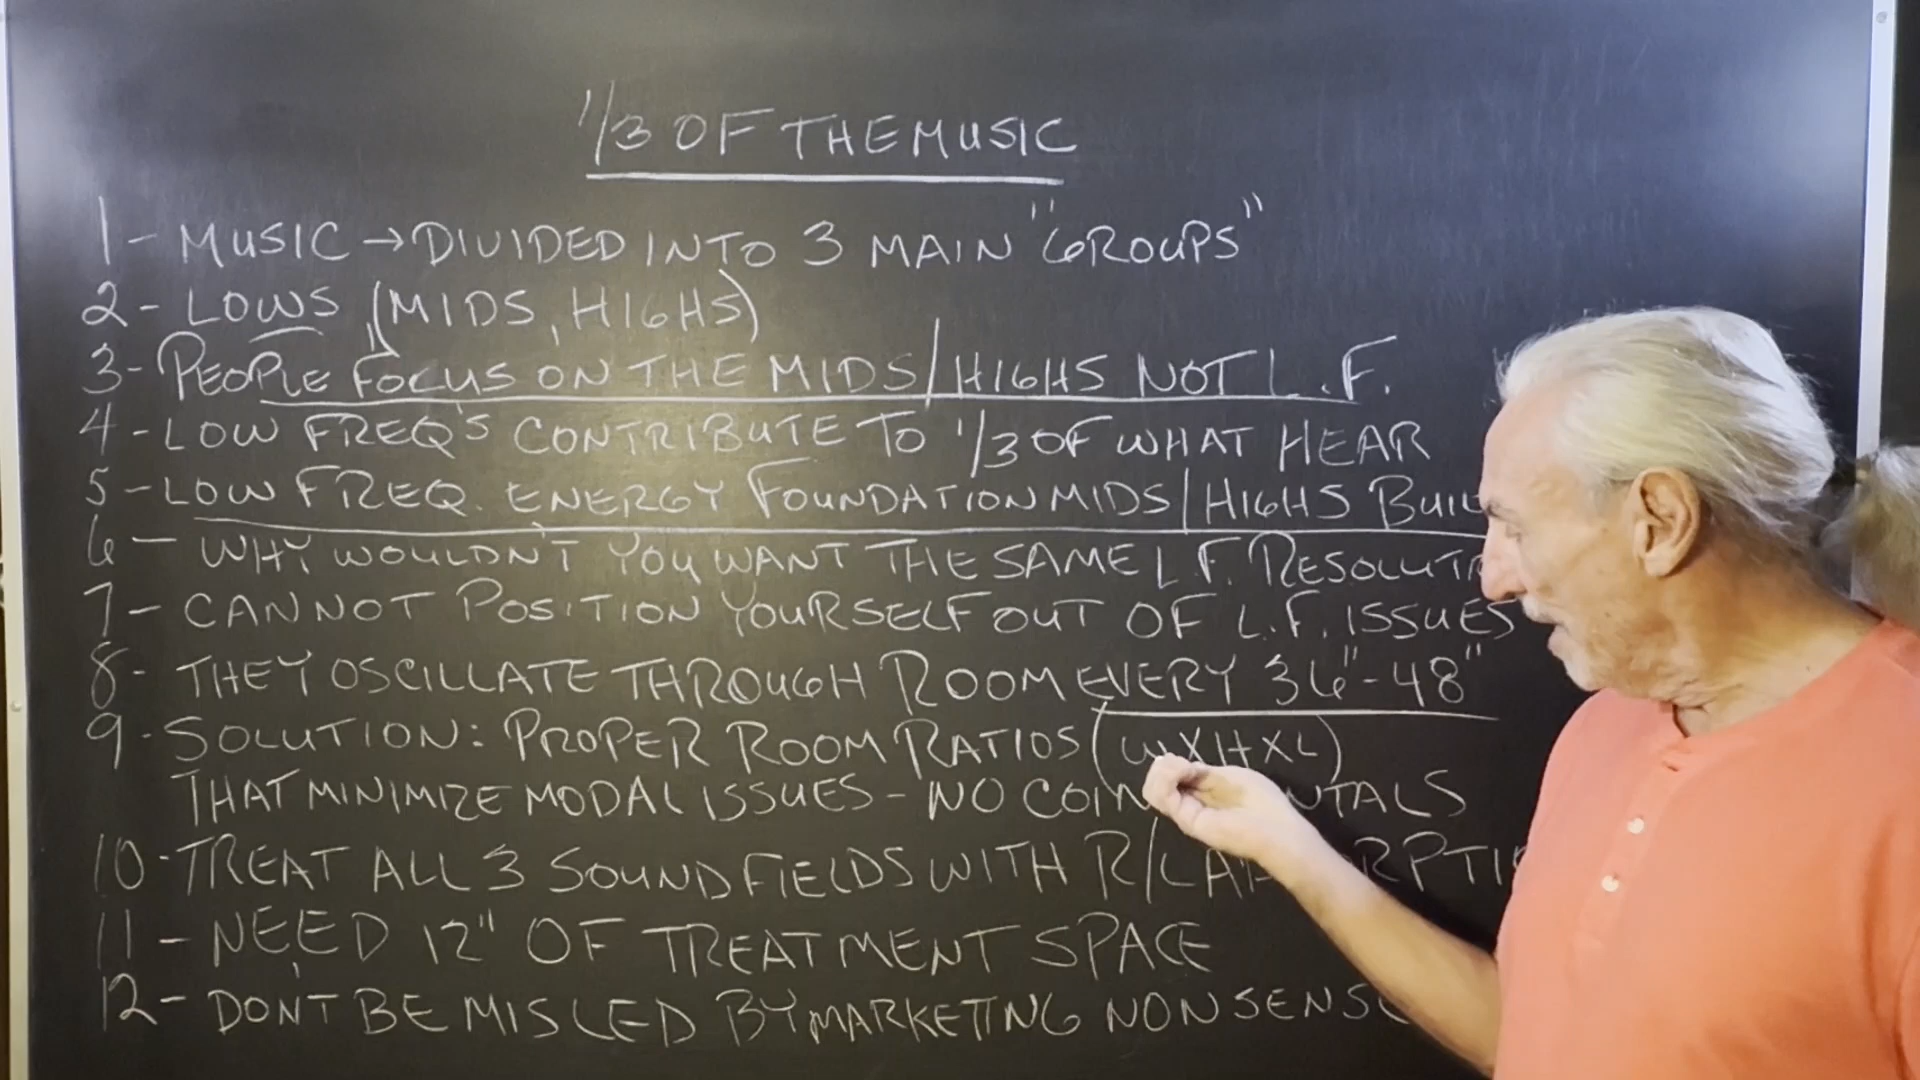 1/3 OF THE MUSIC
1- MUSIC → DIVIDED INTO 3 MAIN "GROUPS"
2- LOWS (MIDS, HIGHS)
3- PEOPLE FOCUS ON THE MIDS/HIGHS NOT L.F.
4- LOW FREQ'S CONTRIBUTE TO 1/3 OF WHAT HEAR
5- LOW FREQ. ENERGY FOUNDATION MIDS/HIGHS
6- WHY WOULDN'T YOU WANT THE SAME L.F.
7- CANNOT POSITION YOURSELF OUT OF L.F. ISSUES
8- THEY OSCILLATE THROUGH ROOM EVERY 36"-48"
9- SOLUTION: PROPER ROOM RATIOS (WXHXL)
THAT MINIMIZE MODAL ISSUES - NO
10- TREAT ALL 3 SOUND FIELDS WITH
11- NEED 12" OF TREATMENT SPACE
12- DON'T BE MISLED BY MARKETING